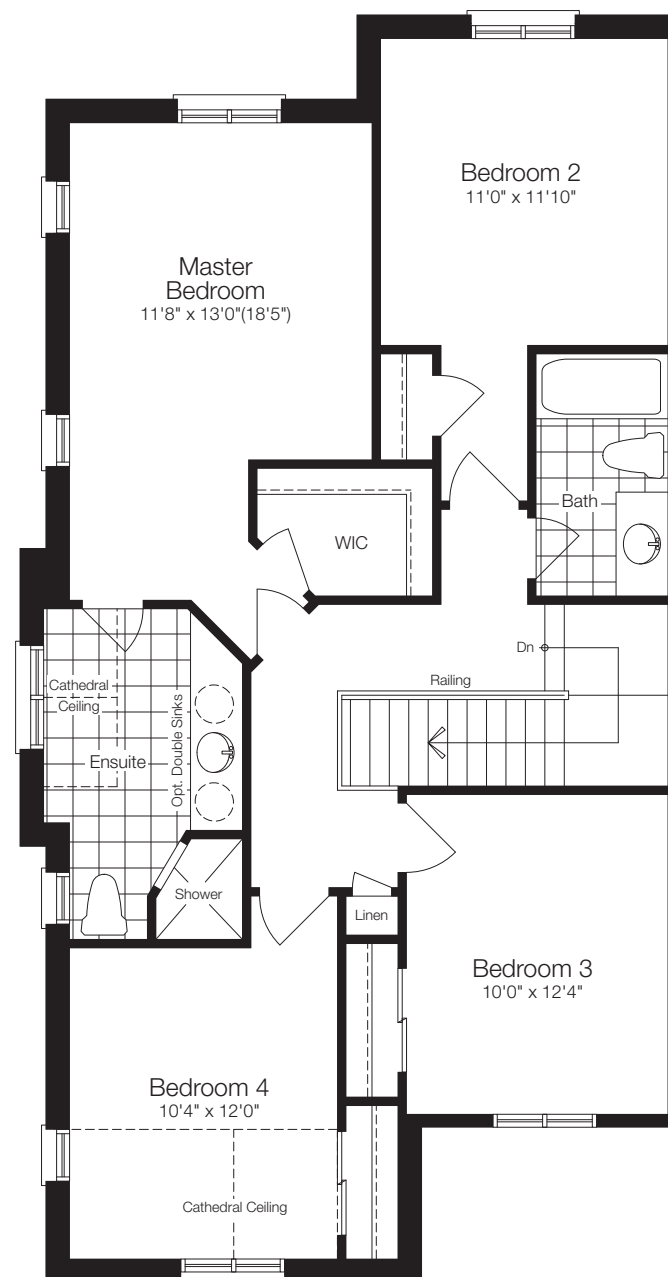 Bedroom 2
11'0" x 11'10"
Master
Bedroom
11'8" x 13'0"(18'5")
Bath
WIC
Dn
Railing
Cathedral
Ceiling
Ensuite
Opt. Double Sinks
Shower
Linen
Bedroom 3
10'0" x 12'4"
Bedroom 4
10'4" x 12'0"
Cathedral Ceiling